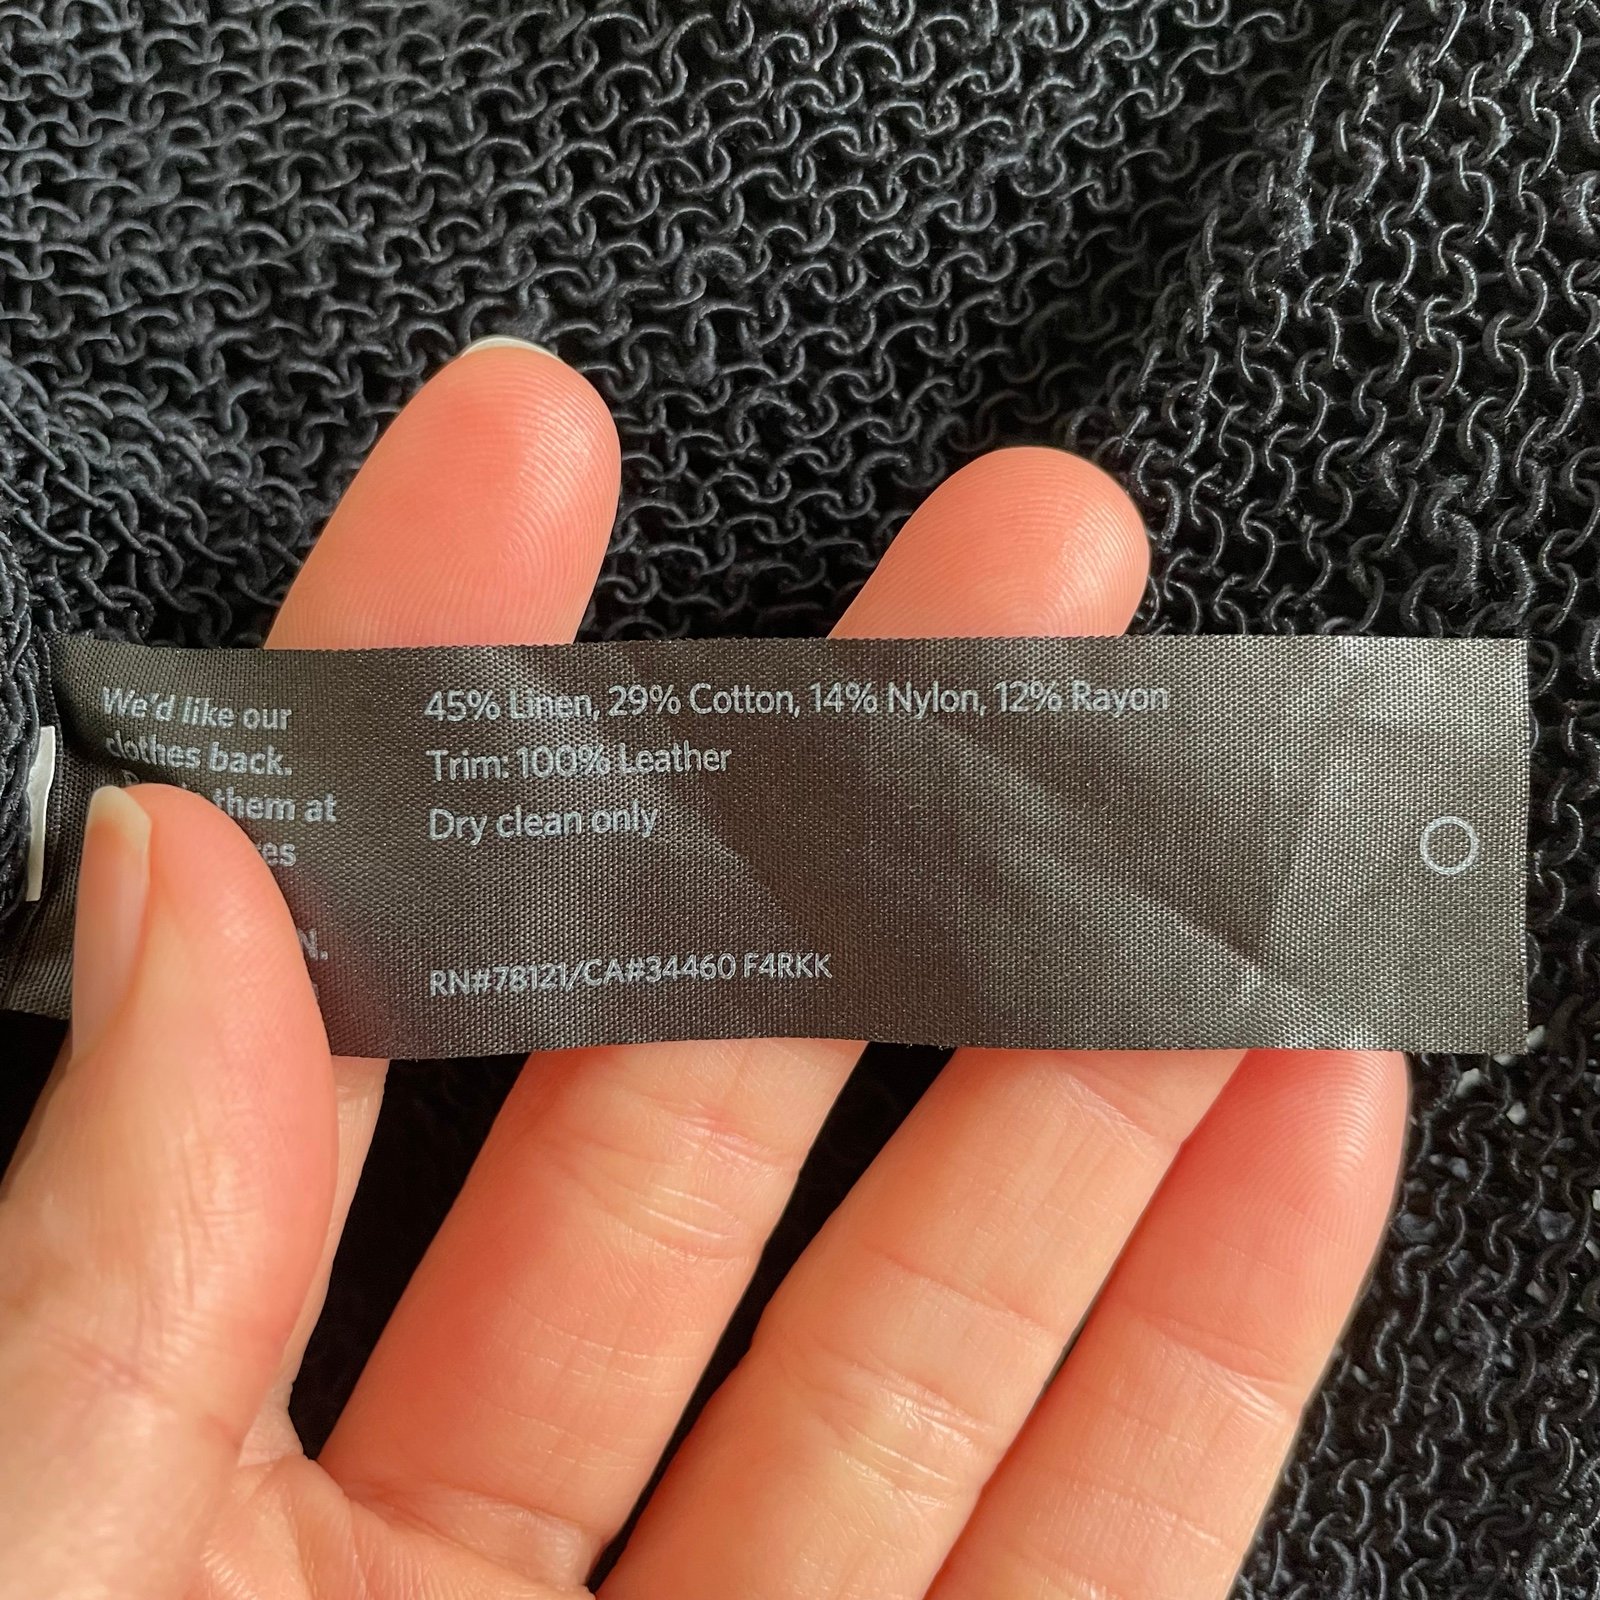 We'd like our
clothes back.
them at
45% Linen, 29% Cotton, 14% Nylon, 12% Rayon
Trim: 100% Leather
Dry clean only
RN#78121/CA#34460 F4RKK